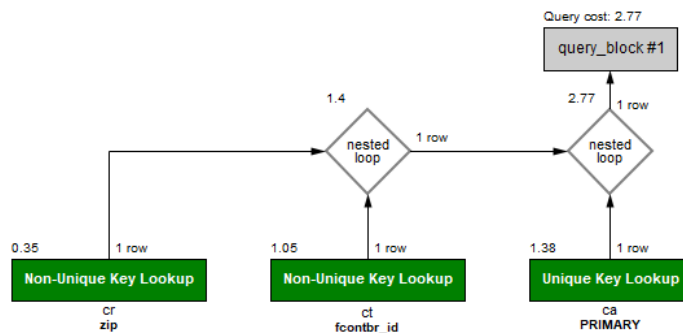 Query cost: 2.77
query_block #1
1.4
2.77
1 row
nested
loop
1 row
nested
loop
0.35
1 row
1.05
1 row
1.38
1 row
Non-Unique Key Lookup
Non-Unique Key Lookup
Unique Key Lookup
cr
ct
ca
zip
fcontbr_id
PRIMARY